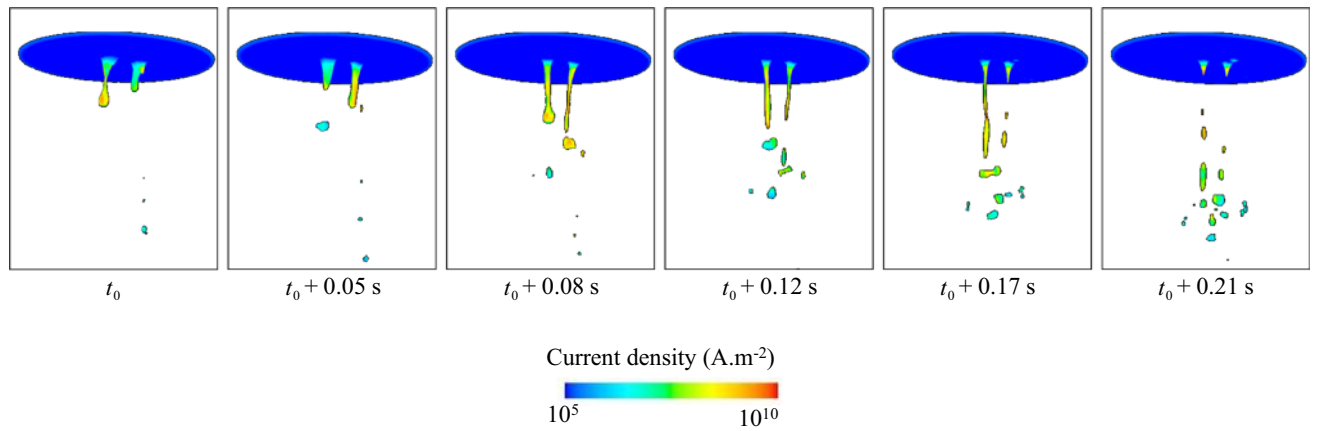 t₀ t₀ + 0.05 s t₀ + 0.08 s t₀ + 0.12 s t₀ + 0.17 s t₀ + 0.21 s
Current density (A.m⁻²)
10⁵ 10¹⁰